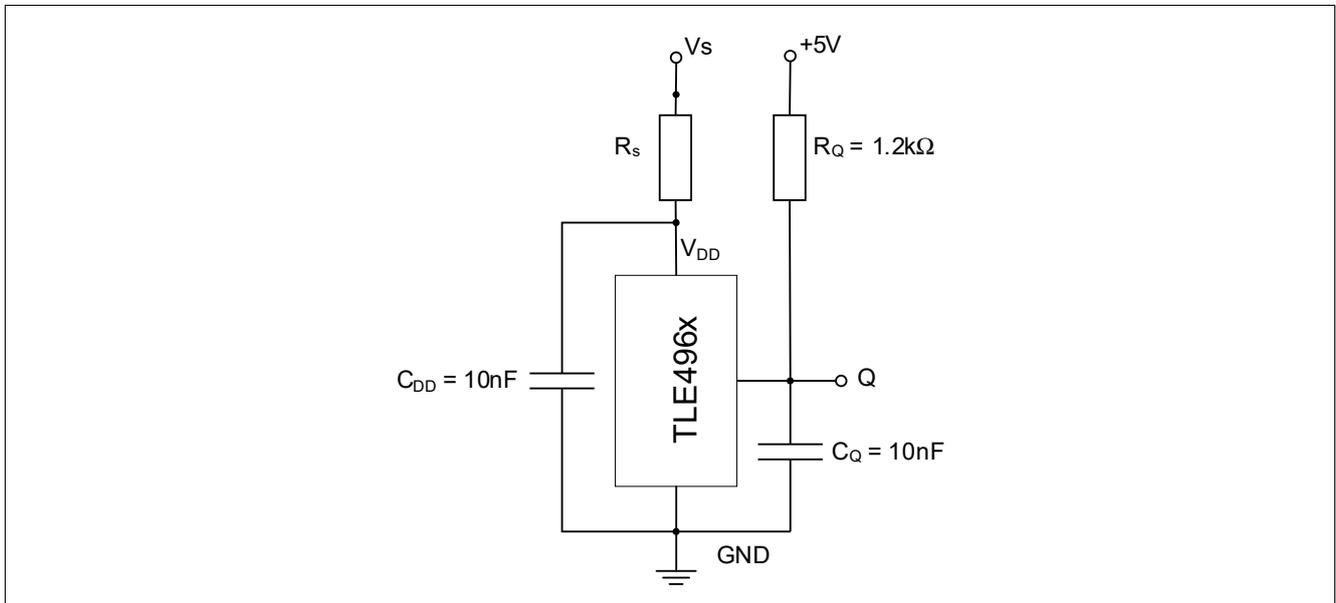 Vs
+5V
Rs
RQ = 1.2kΩ
VDD
TLE496x
CDD = 10nF
Q
CQ = 10nF
GND